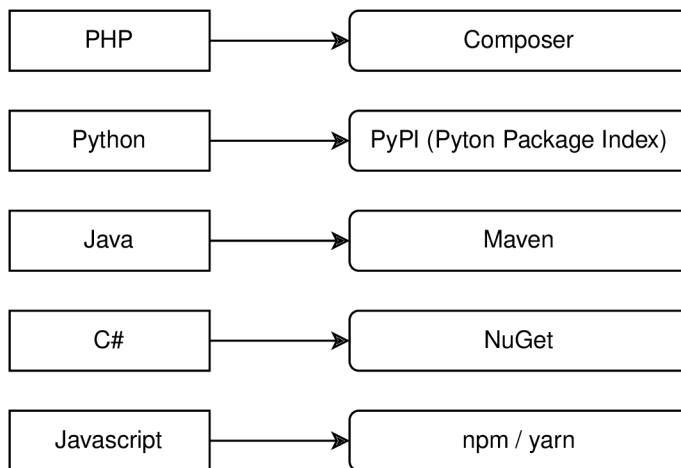 PHP
Composer
Python
PyPI (Pyton Package Index)
Java
Maven
C#
NuGet
Javascript
npm / yarn